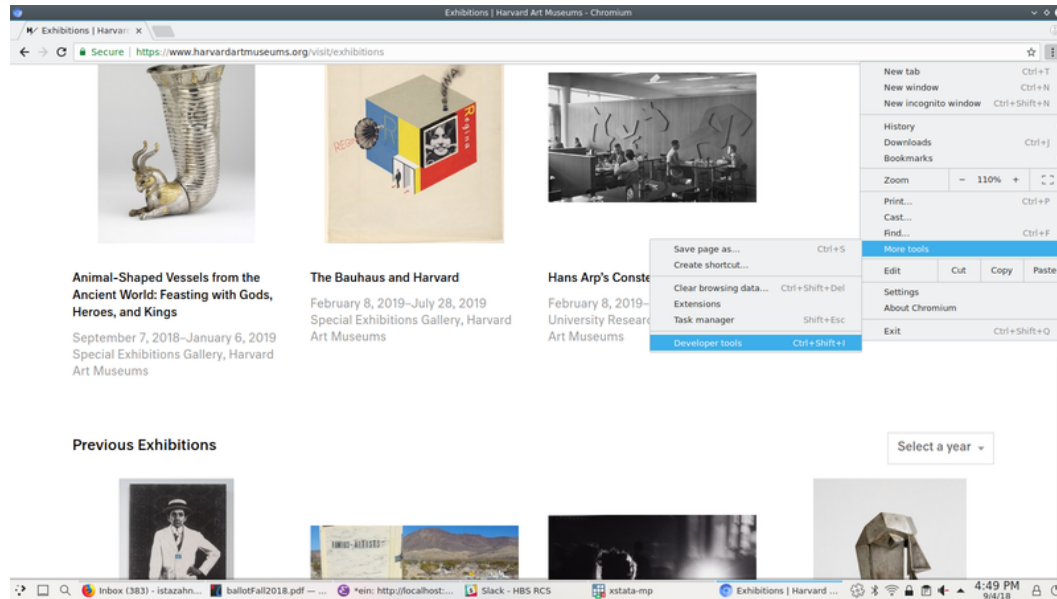 Exhibitions | Harvard Art Museums - Chromium
Exhibitions | Harvar
Secure | https://www.harvardartmuseums.org/visit/exhibitions
New tab Ctrl+T
New window Ctrl+N
New incognito window Ctrl+Shift+N
History
Downloads Ctrl+J
Bookmarks
Zoom - 110% +
Print... Ctrl+P
Cast...
Find... Ctrl+F
More tools
Edit Cut Copy Paste
Settings
About Chromium
Exit Ctrl+Shift+Q
Save page as... Ctrl+S
Create shortcut...
Clear browsing data... Ctrl+Shift+Del
Extensions
Task manager Shift+Esc
Developer tools Ctrl+Shift+I
REGINA
Regina
R
Animal-Shaped Vessels from the
Ancient World: Feasting with Gods,
Heroes, and Kings
September 7, 2018–January 6, 2019
Special Exhibitions Gallery, Harvard
Art Museums
The Bauhaus and Harvard
February 8, 2019–July 28, 2019
Special Exhibitions Gallery, Harvard
Art Museums
Hans Arp's Conste
February 8, 2019–
University Researc
Art Museums
Previous Exhibitions
Select a year
Inbox (383) - istazahn...
ballotFall2018.pdf — ...
*ein: http://localhost:...
Slack - HBS RCS
xstata-mp
Exhibitions | Harvard ...
4:49 PM
9/4/18